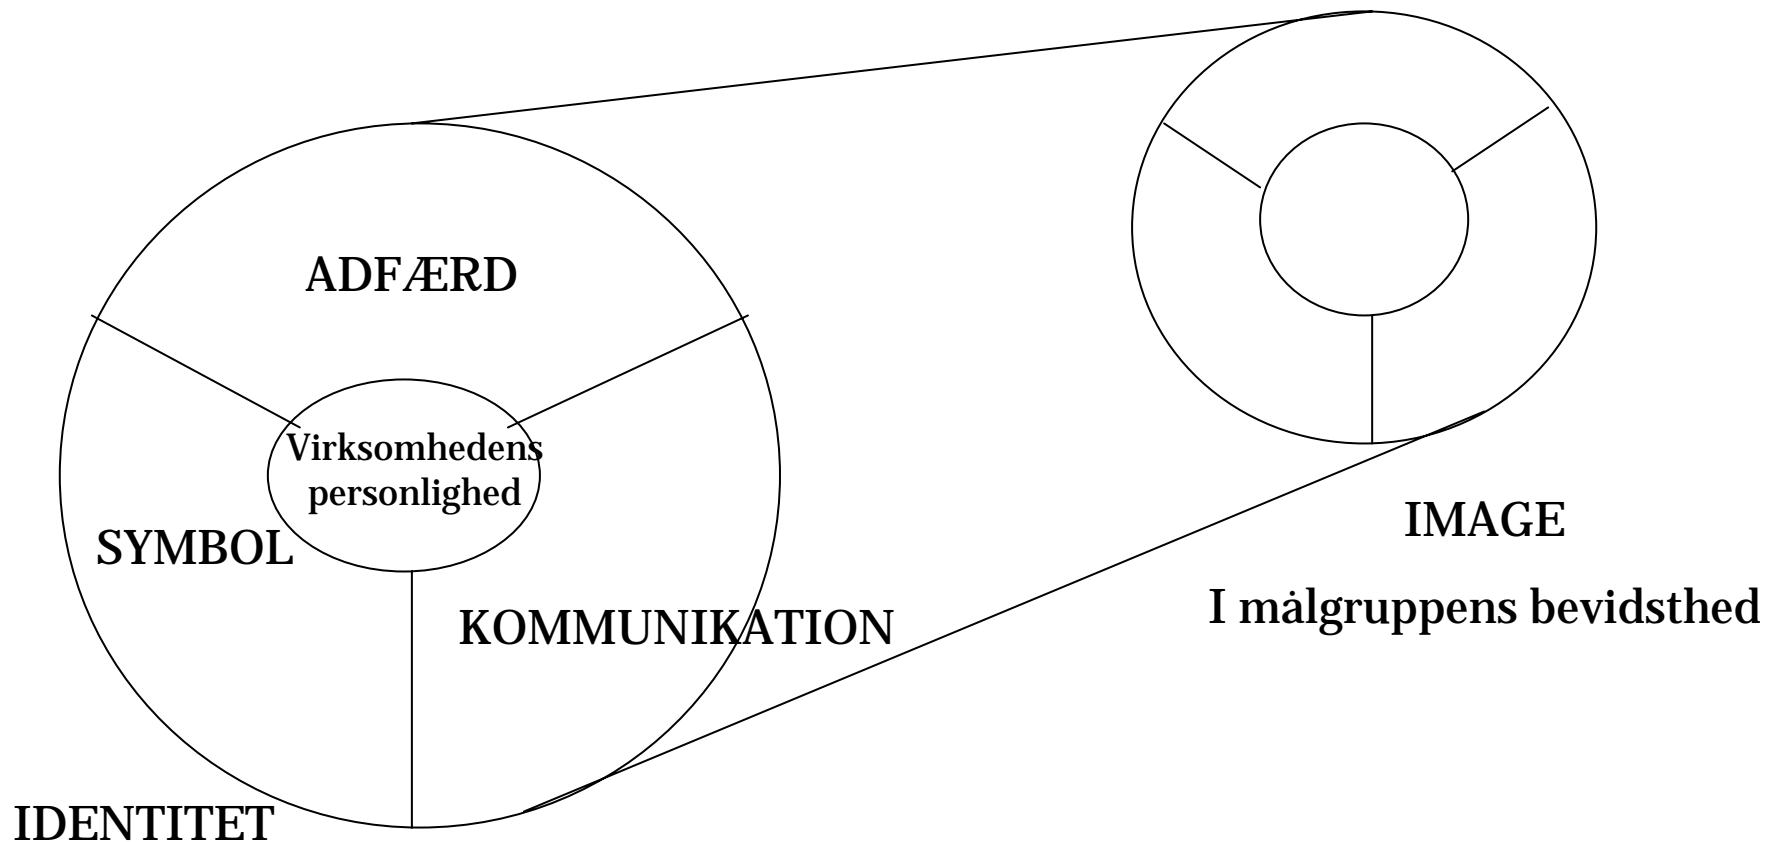 ADFÆRD
Virksomhedens
personlighed
SYMBOL
KOMMUNIKATION
IDENTITET
IMAGE
I målgruppens bevidsthed